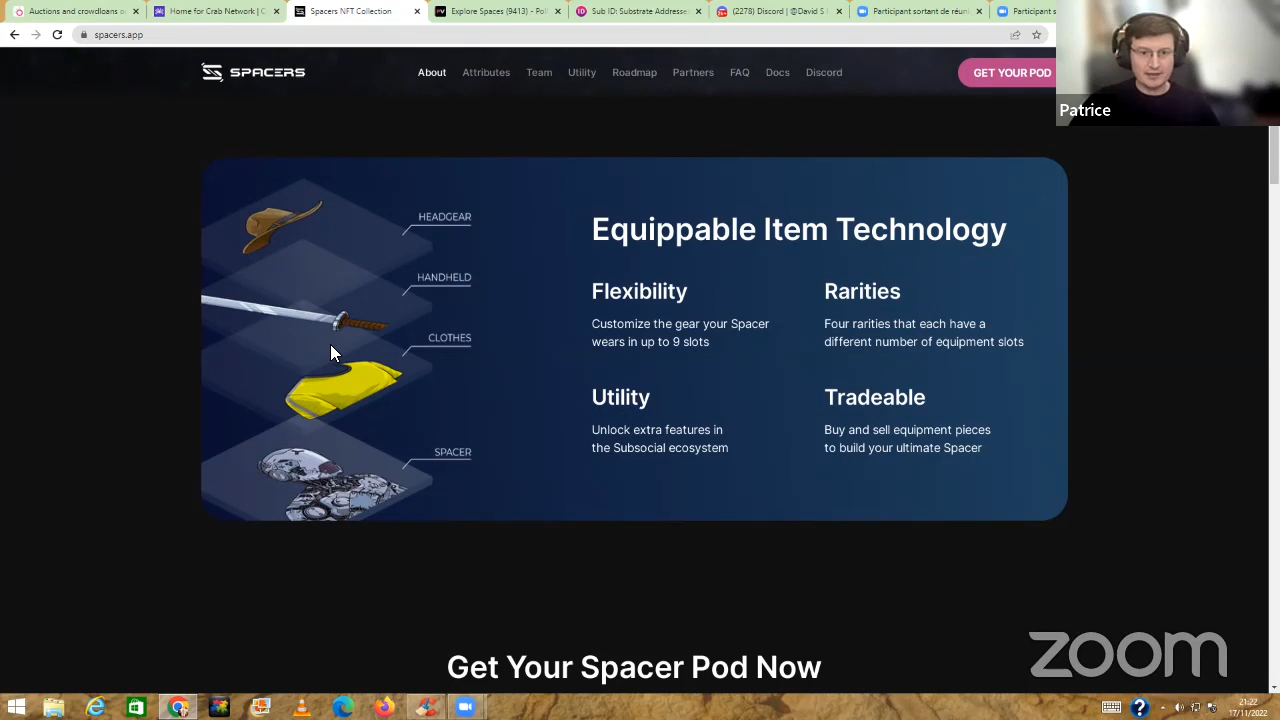 Auctions and crowdloans o
Home for Crab Network | C
Spacers NFT Collection
Explore Spaces (9413) - Pol
Sub ID: Substrate Addresse
(2278) Discord | @David S |
Participant sortant de réuni
Participant s
spacers.app
SPACERS
About
Attributes
Team
Utility
Roadmap
Partners
FAQ
Docs
Discord
GET YOUR POD
Patrice
HEADGEAR
HANDHELD
CLOTHES
SPACER
Equippable Item Technology
Flexibility
Customize the gear your Spacer
wears in up to 9 slots
Rarities
Four rarities that each have a
different number of equipment slots
Utility
Unlock extra features in
the Subsocial ecosystem
Tradeable
Buy and sell equipment pieces
to build your ultimate Spacer
Get Your Spacer Pod Now
zoom
21:22
17/11/2022